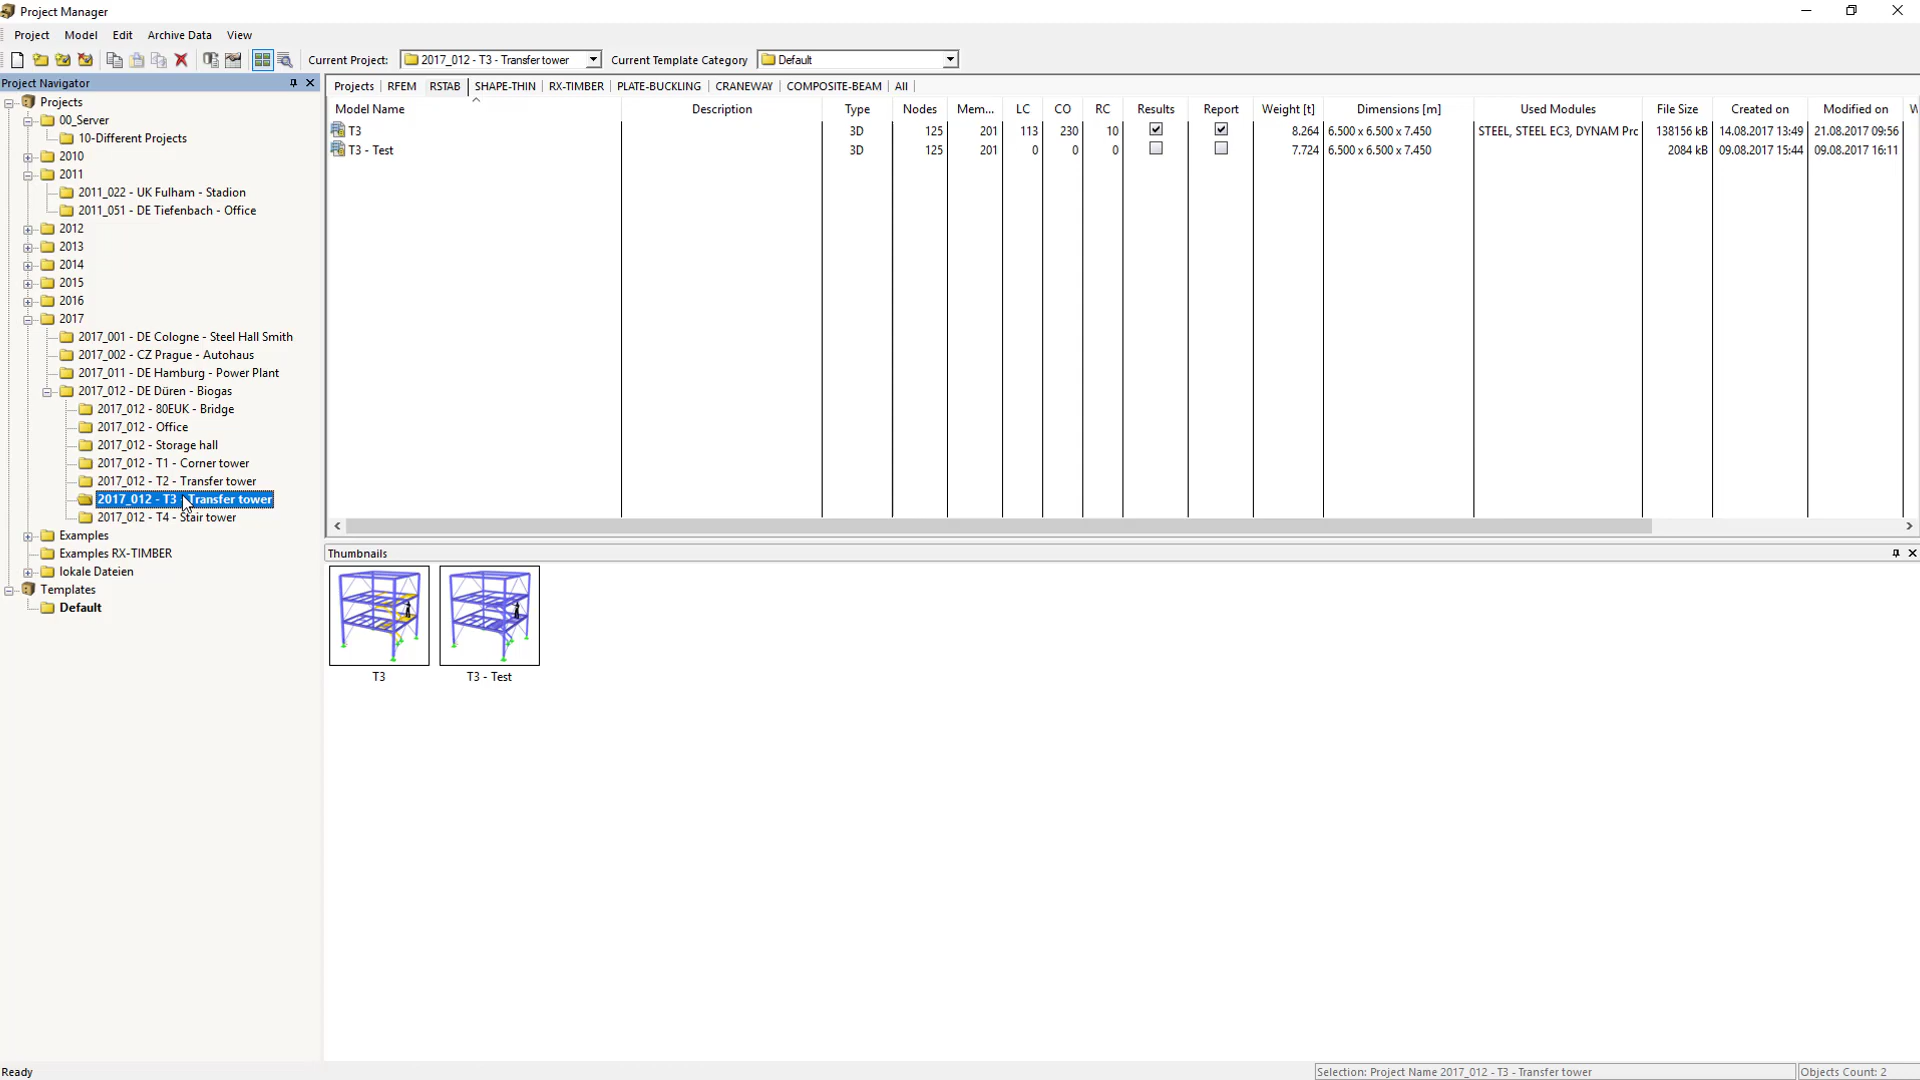 Project Manager
Project Model Edit Archive Data View
Current Project: 2017_012 - T3 - Transfer tower Current Template Category Default
Project Navigator
Projects
00_Server
10-Different Projects
2010
2011
2011_022 - UK Fulham - Stadion
2011_051 - DE Tiefenbach - Office
2012
2013
2014
2015
2016
2017
2017_001 - DE Cologne - Steel Hall Smith
2017_002 - CZ Prague - Autohaus
2017_011 - DE Hamburg - Power Plant
2017_012 - DE Düren - Biogas
2017_012 - 80EUK - Bridge
2017_012 - Office
2017_012 - Storage hall
2017_012 - T1 - Corner tower
2017_012 - T2 - Transfer tower
2017_012 - T3 - Transfer tower
2017_012 - T4 - Stair tower
Examples
Examples RX-TIMBER
lokale Dateien
Templates
Default
Projects RFEM RSTAB SHAPE-THIN RX-TIMBER PLATE-BUCKLING CRANEWAY COMPOSITE-BEAM All
Model Name Description Type Nodes Mem... LC CO RC Results Report Weight [t] Dimensions [m] Used Modules File Size Created on Modified on W
T3 3D 125 201 113 230 10 8.264 6.500 x 6.500 x 7.450 STEEL, STEEL EC3, DYNAM Prc 138156 kB 14.08.2017 13:49 21.08.2017 09:56
T3 - Test 3D 125 201 0 0 0 7.724 6.500 x 6.500 x 7.450 2084 kB 09.08.2017 15:44 09.08.2017 16:11
Thumbnails
T3 T3 - Test
Ready Selection: Project Name 2017_012 - T3 - Transfer tower Objects Count: 2